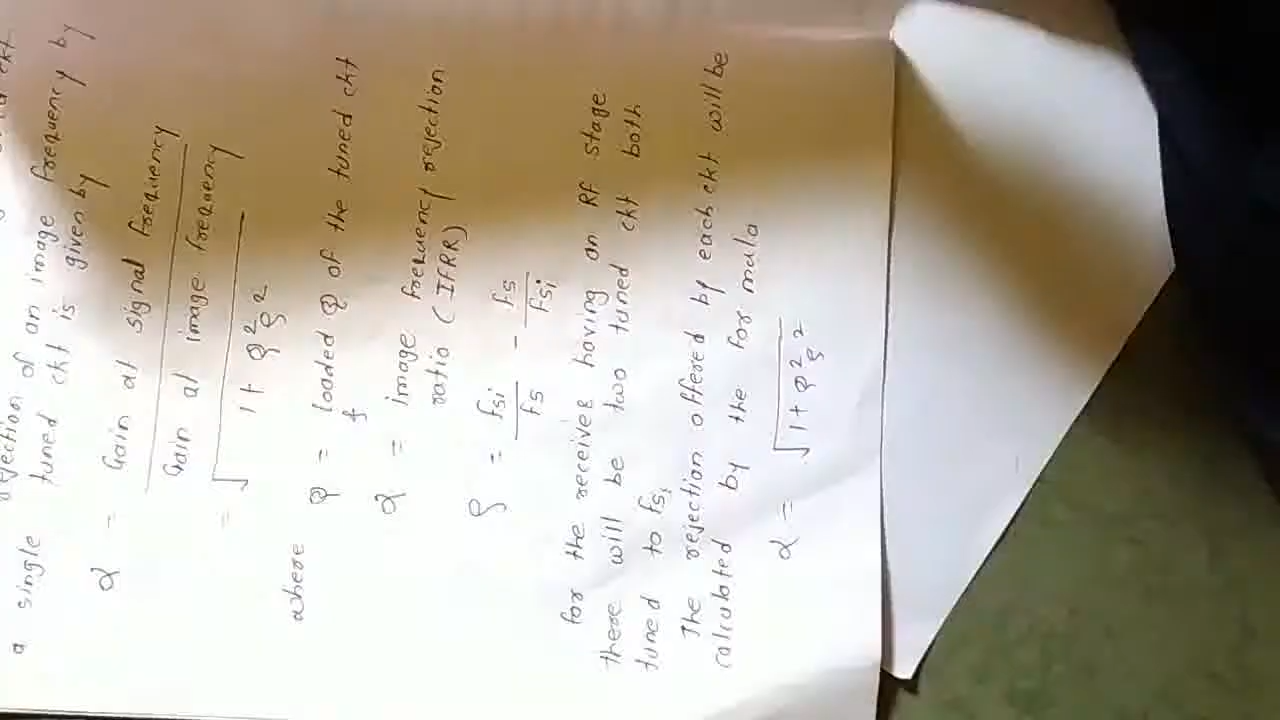 a single rejection of an image frequency by
tuned ckt is given by
α = Gain at signal frequency
Gain at image frequency
= √1+ Q²ρ²
where Q = loaded Q of the tuned ckt
α = image frequency rejection
ratio (IFRR)
ρ = fsi/fs - fs/fsi
for the receiver having an RF stage
there will be two tuned ckt both
tuned to fsi
The rejection offered by each ckt will be
calculated by the formula
α = √1+Q²ρ²